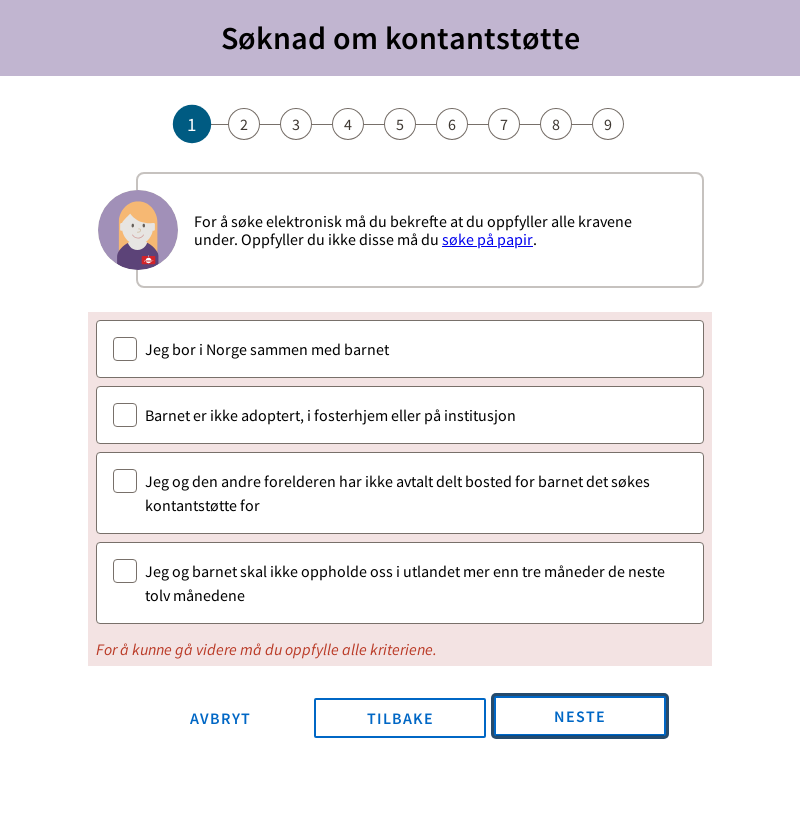 Søknad om kontantstøtte
1 2 3 4 5 6 7 8 9
For å søke elektronisk må du bekrefte at du oppfyller alle kravene
under. Oppfyller du ikke disse må du søke på papir.
Jeg bor i Norge sammen med barnet
Barnet er ikke adoptert, i fosterhjem eller på institusjon
Jeg og den andre forelderen har ikke avtalt delt bosted for barnet det søkes
kontantstøtte for
Jeg og barnet skal ikke oppholde oss i utlandet mer enn tre måneder de neste
tolv månedene
For å kunne gå videre må du oppfylle alle kriteriene.
AVBRYT TILBAKE NESTE